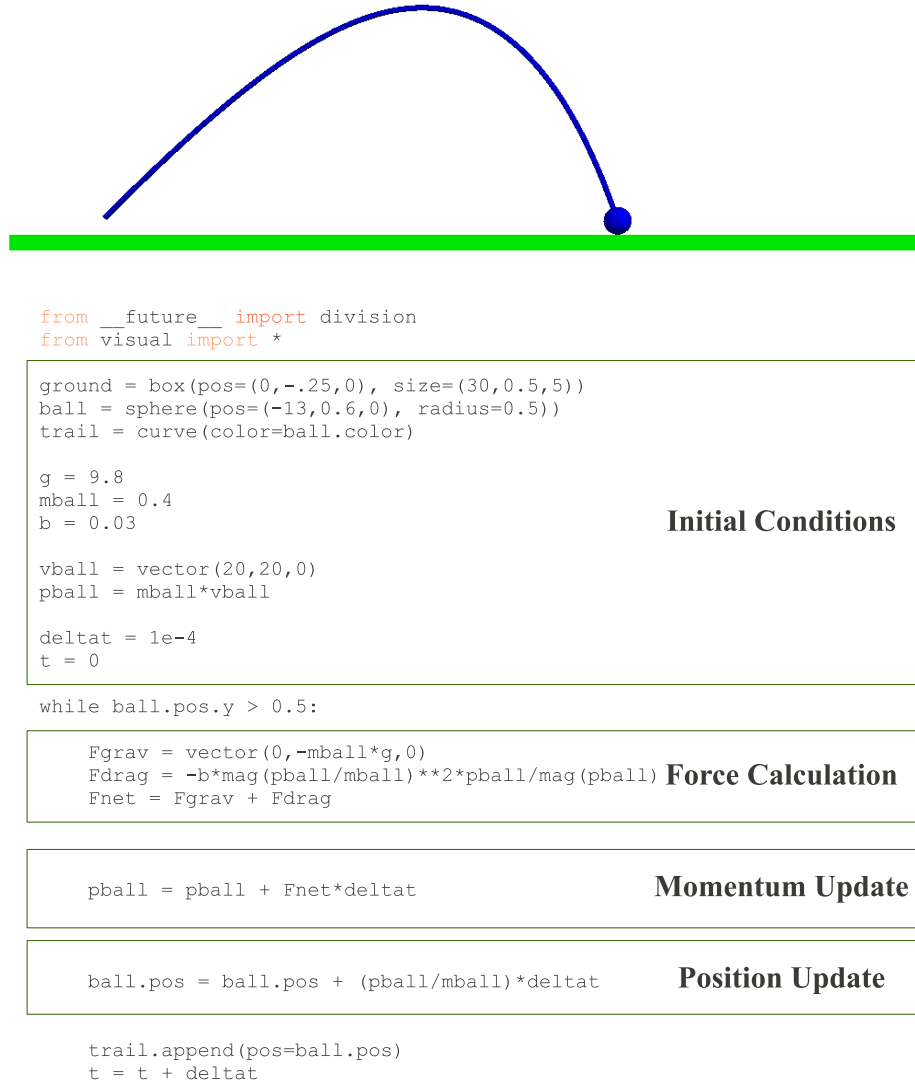 from __future__ import division
from visual import *
ground = box(pos=(0,-.25,0), size=(30,0.5,5))
ball = sphere(pos=(-13,0.6,0), radius=0.5))
trail = curve(color=ball.color)
g = 9.8
mball = 0.4
b = 0.03
Initial Conditions
vball = vector(20,20,0)
pball = mball*vball
deltat = 1e-4
t = 0
while ball.pos.y > 0.5:
Fgrav = vector(0,-mball*g,0)
Fdrag = -b*mag(pball/mball)**2*pball/mag(pball)
Force Calculation
Fnet = Fgrav + Fdrag
pball = pball + Fnet*deltat
Momentum Update
ball.pos = ball.pos + (pball/mball)*deltat
Position Update
trail.append(pos=ball.pos)
t = t + deltat